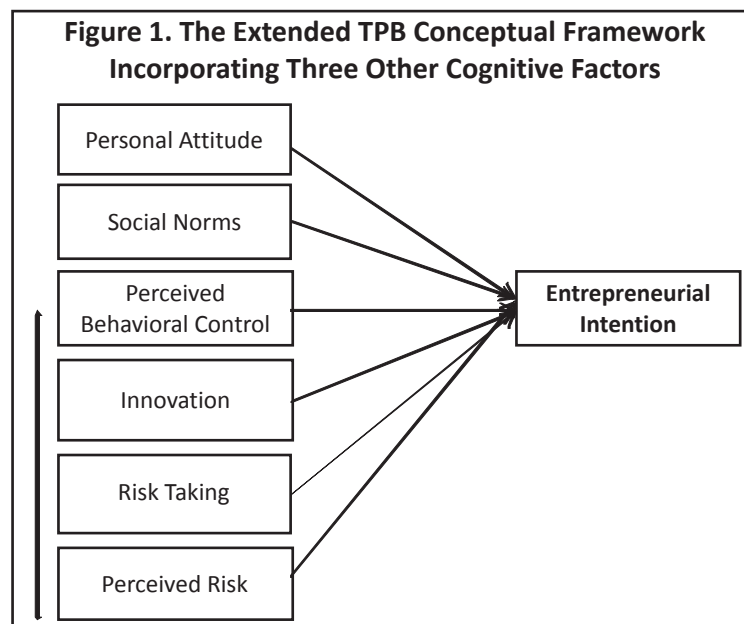 Figure 1. The Extended TPB Conceptual Framework
Incorporating Three Other Cognitive Factors
Personal Attitude
Social Norms
Perceived
Behavioral Control
Innovation
Risk Taking
Perceived Risk
Entrepreneurial
Intention